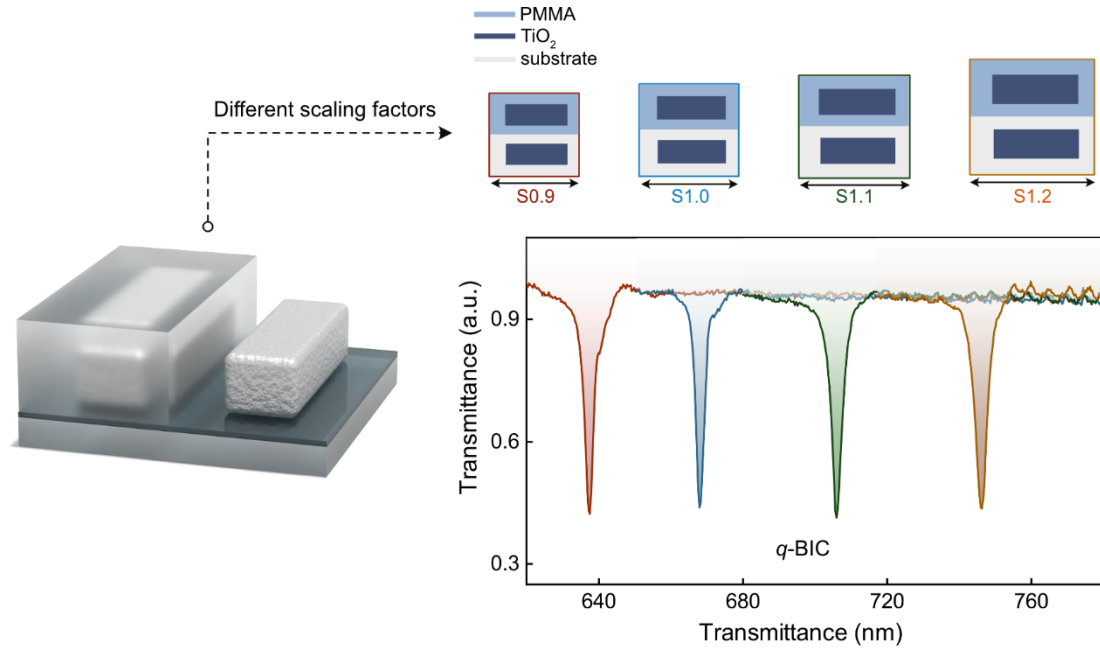 PMMA
TiO₂
substrate
Different scaling factors
S0.9
S1.0
S1.1
S1.2
Transmittance (a.u.)
0.9
0.6
0.3
q-BIC
640
680
720
760
Transmittance (nm)